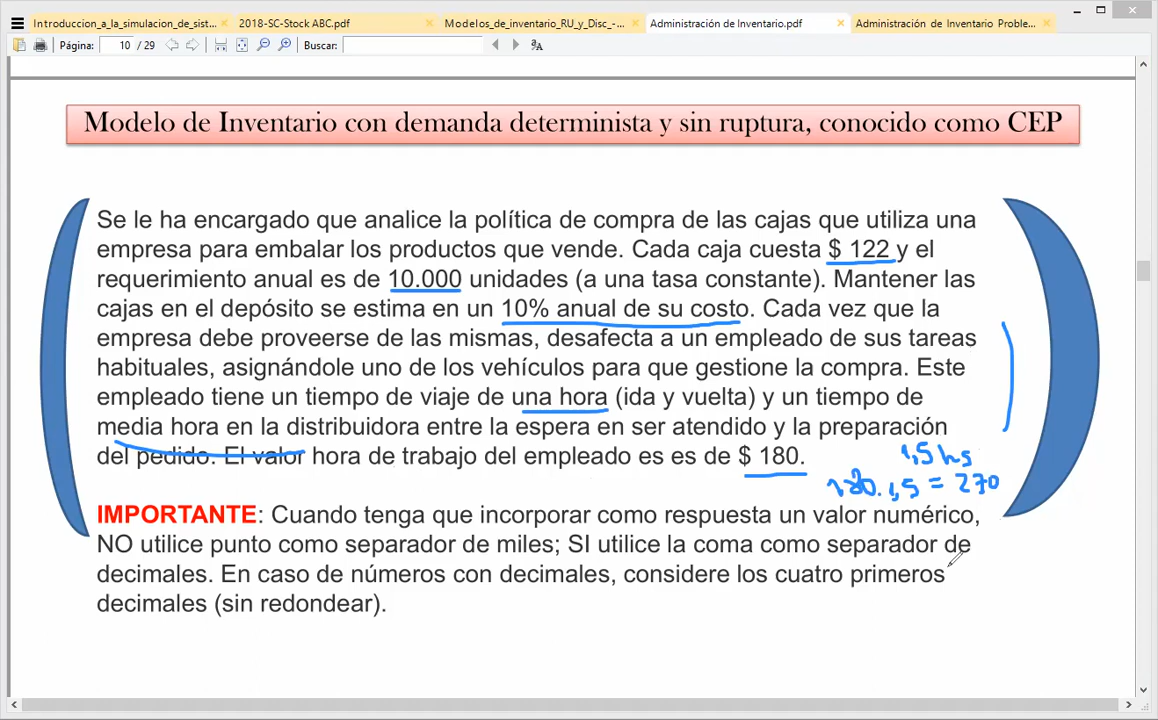 Introduccion_a_la_simulacion_de_sist... 2018-SC-Stock ABC.pdf Modelos_de_inventario_RU_y_Disc_-... Administración de Inventario.pdf Administración de Inventario Proble...
Página: 10 / 29 Buscar:
Modelo de Inventario con demanda determinista y sin ruptura, conocido como CEP
Se le ha encargado que analice la política de compra de las cajas que utiliza una
empresa para embalar los productos que vende. Cada caja cuesta $ 122 y el
requerimiento anual es de 10.000 unidades (a una tasa constante). Mantener las
cajas en el depósito se estima en un 10% anual de su costo. Cada vez que la
empresa debe proveerse de las mismas, desafecta a un empleado de sus tareas
habituales, asignándole uno de los vehículos para que gestione la compra. Este
empleado tiene un tiempo de viaje de una hora (ida y vuelta) y un tiempo de
media hora en la distribuidora entre la espera en ser atendido y la preparación
del pedido. El valor hora de trabajo del empleado es es de $ 180.
1,5 hs
180. 1,5 = 270
IMPORTANTE: Cuando tenga que incorporar como respuesta un valor numérico,
NO utilice punto como separador de miles; SI utilice la coma como separador de
decimales. En caso de números con decimales, considere los cuatro primeros
decimales (sin redondear).